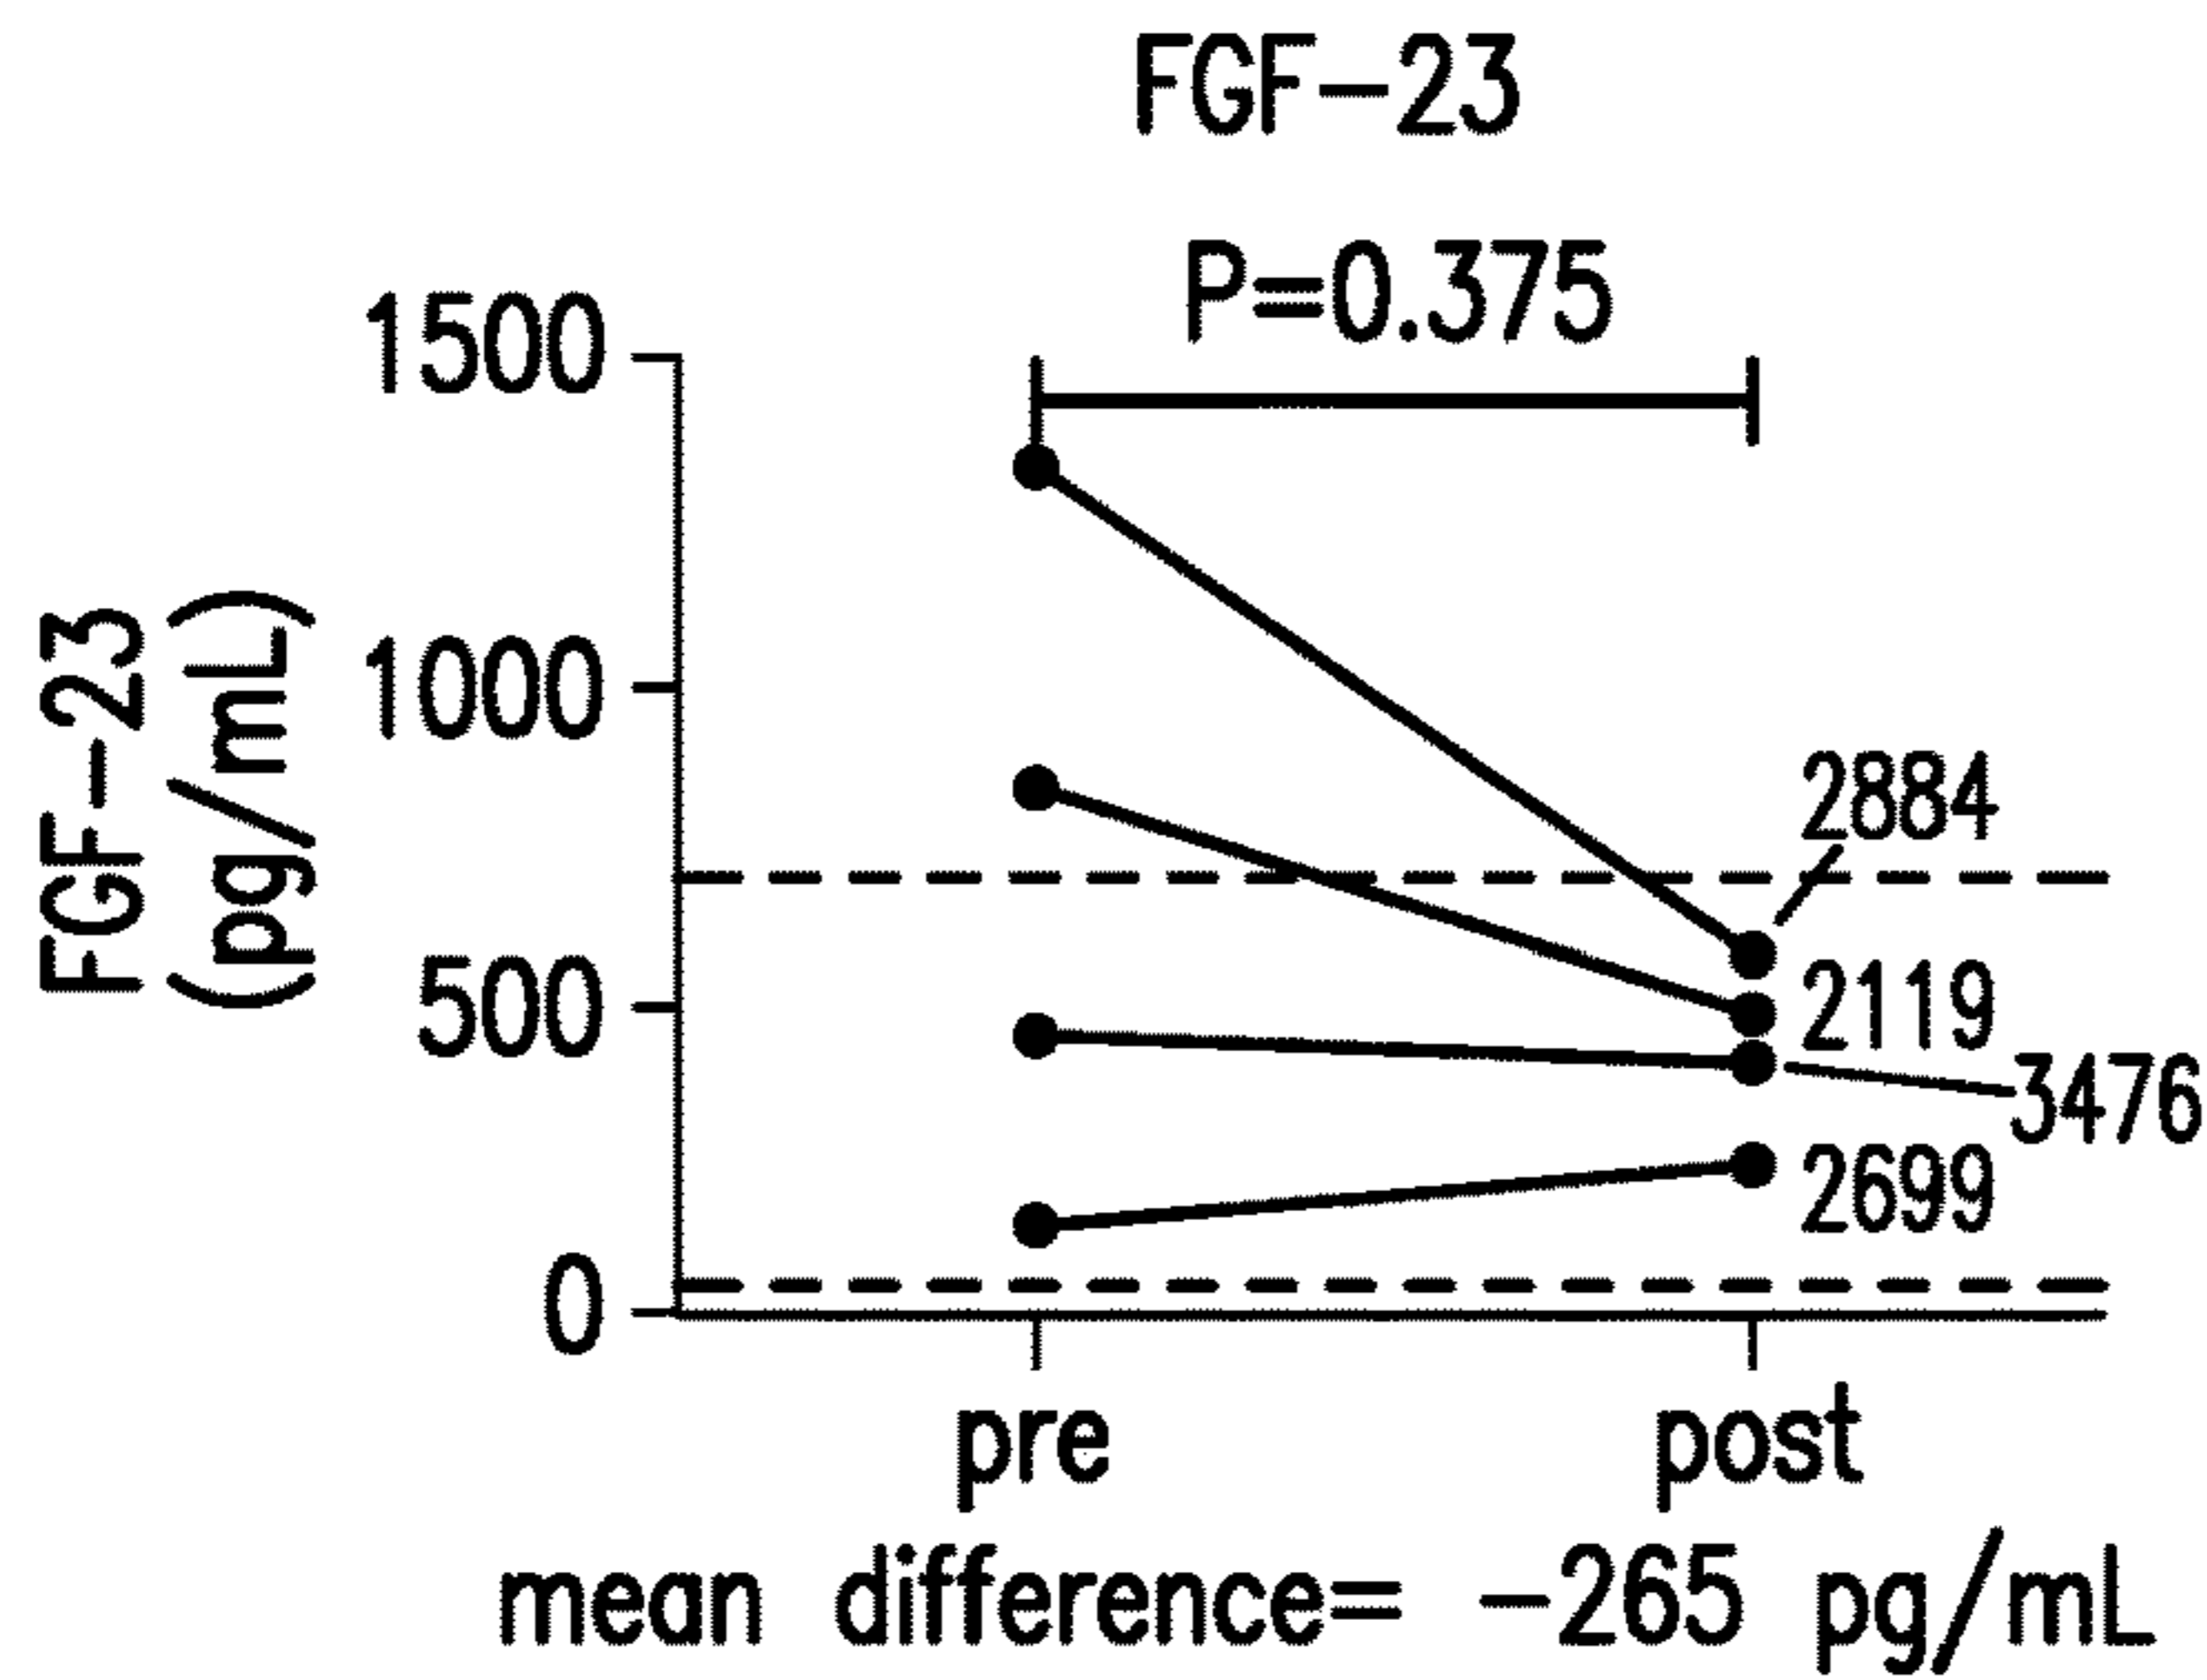 FGF-23
P=0.375
1500
1000
500
0
FGF-23
(pg/mL)
2884
2119
3476
2699
pre post
mean difference= -265 pg/mL